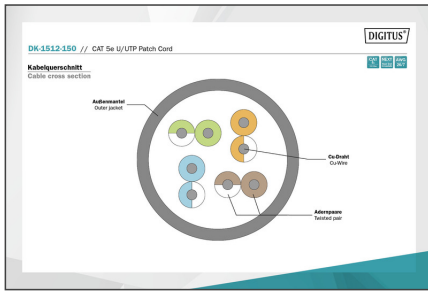 DIGITUS®
DK-1512-150 // CAT 5e U/UTP Patch Cord
Kabelquerschnitt
Cable cross section
Außenmantel
Outer jacket
Cu-Draht
Cu-Wire
Adernpaare
Twisted pair